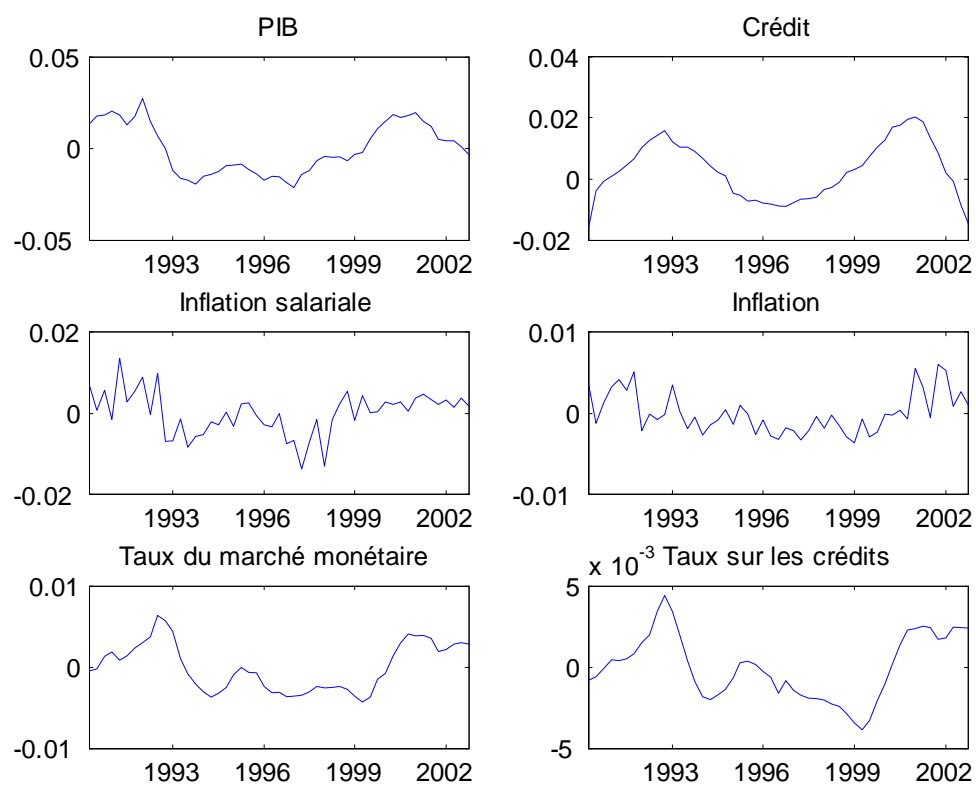 PIB
0.05
0
-0.05
1993 1996 1999 2002
Crédit
0.04
0.02
0
-0.02
1993 1996 1999 2002
Inflation salariale
0.02
0
-0.02
1993 1996 1999 2002
Inflation
0.01
0
-0.01
1993 1996 1999 2002
Taux du marché monétaire
0.01
0
-0.01
1993 1996 1999 2002
x 10^-3 Taux sur les crédits
5
0
-5
1993 1996 1999 2002